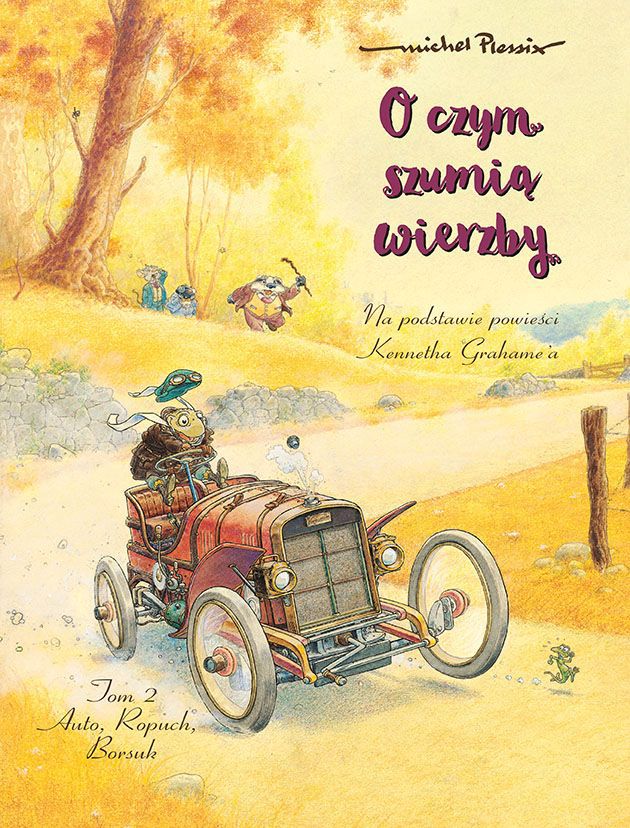 Michel Plessix
O czym
szumią
wierzby
Na podstawie powieści
Kennetha Grahame'a
Tom 2
Auto, Ropuch,
Borsuk